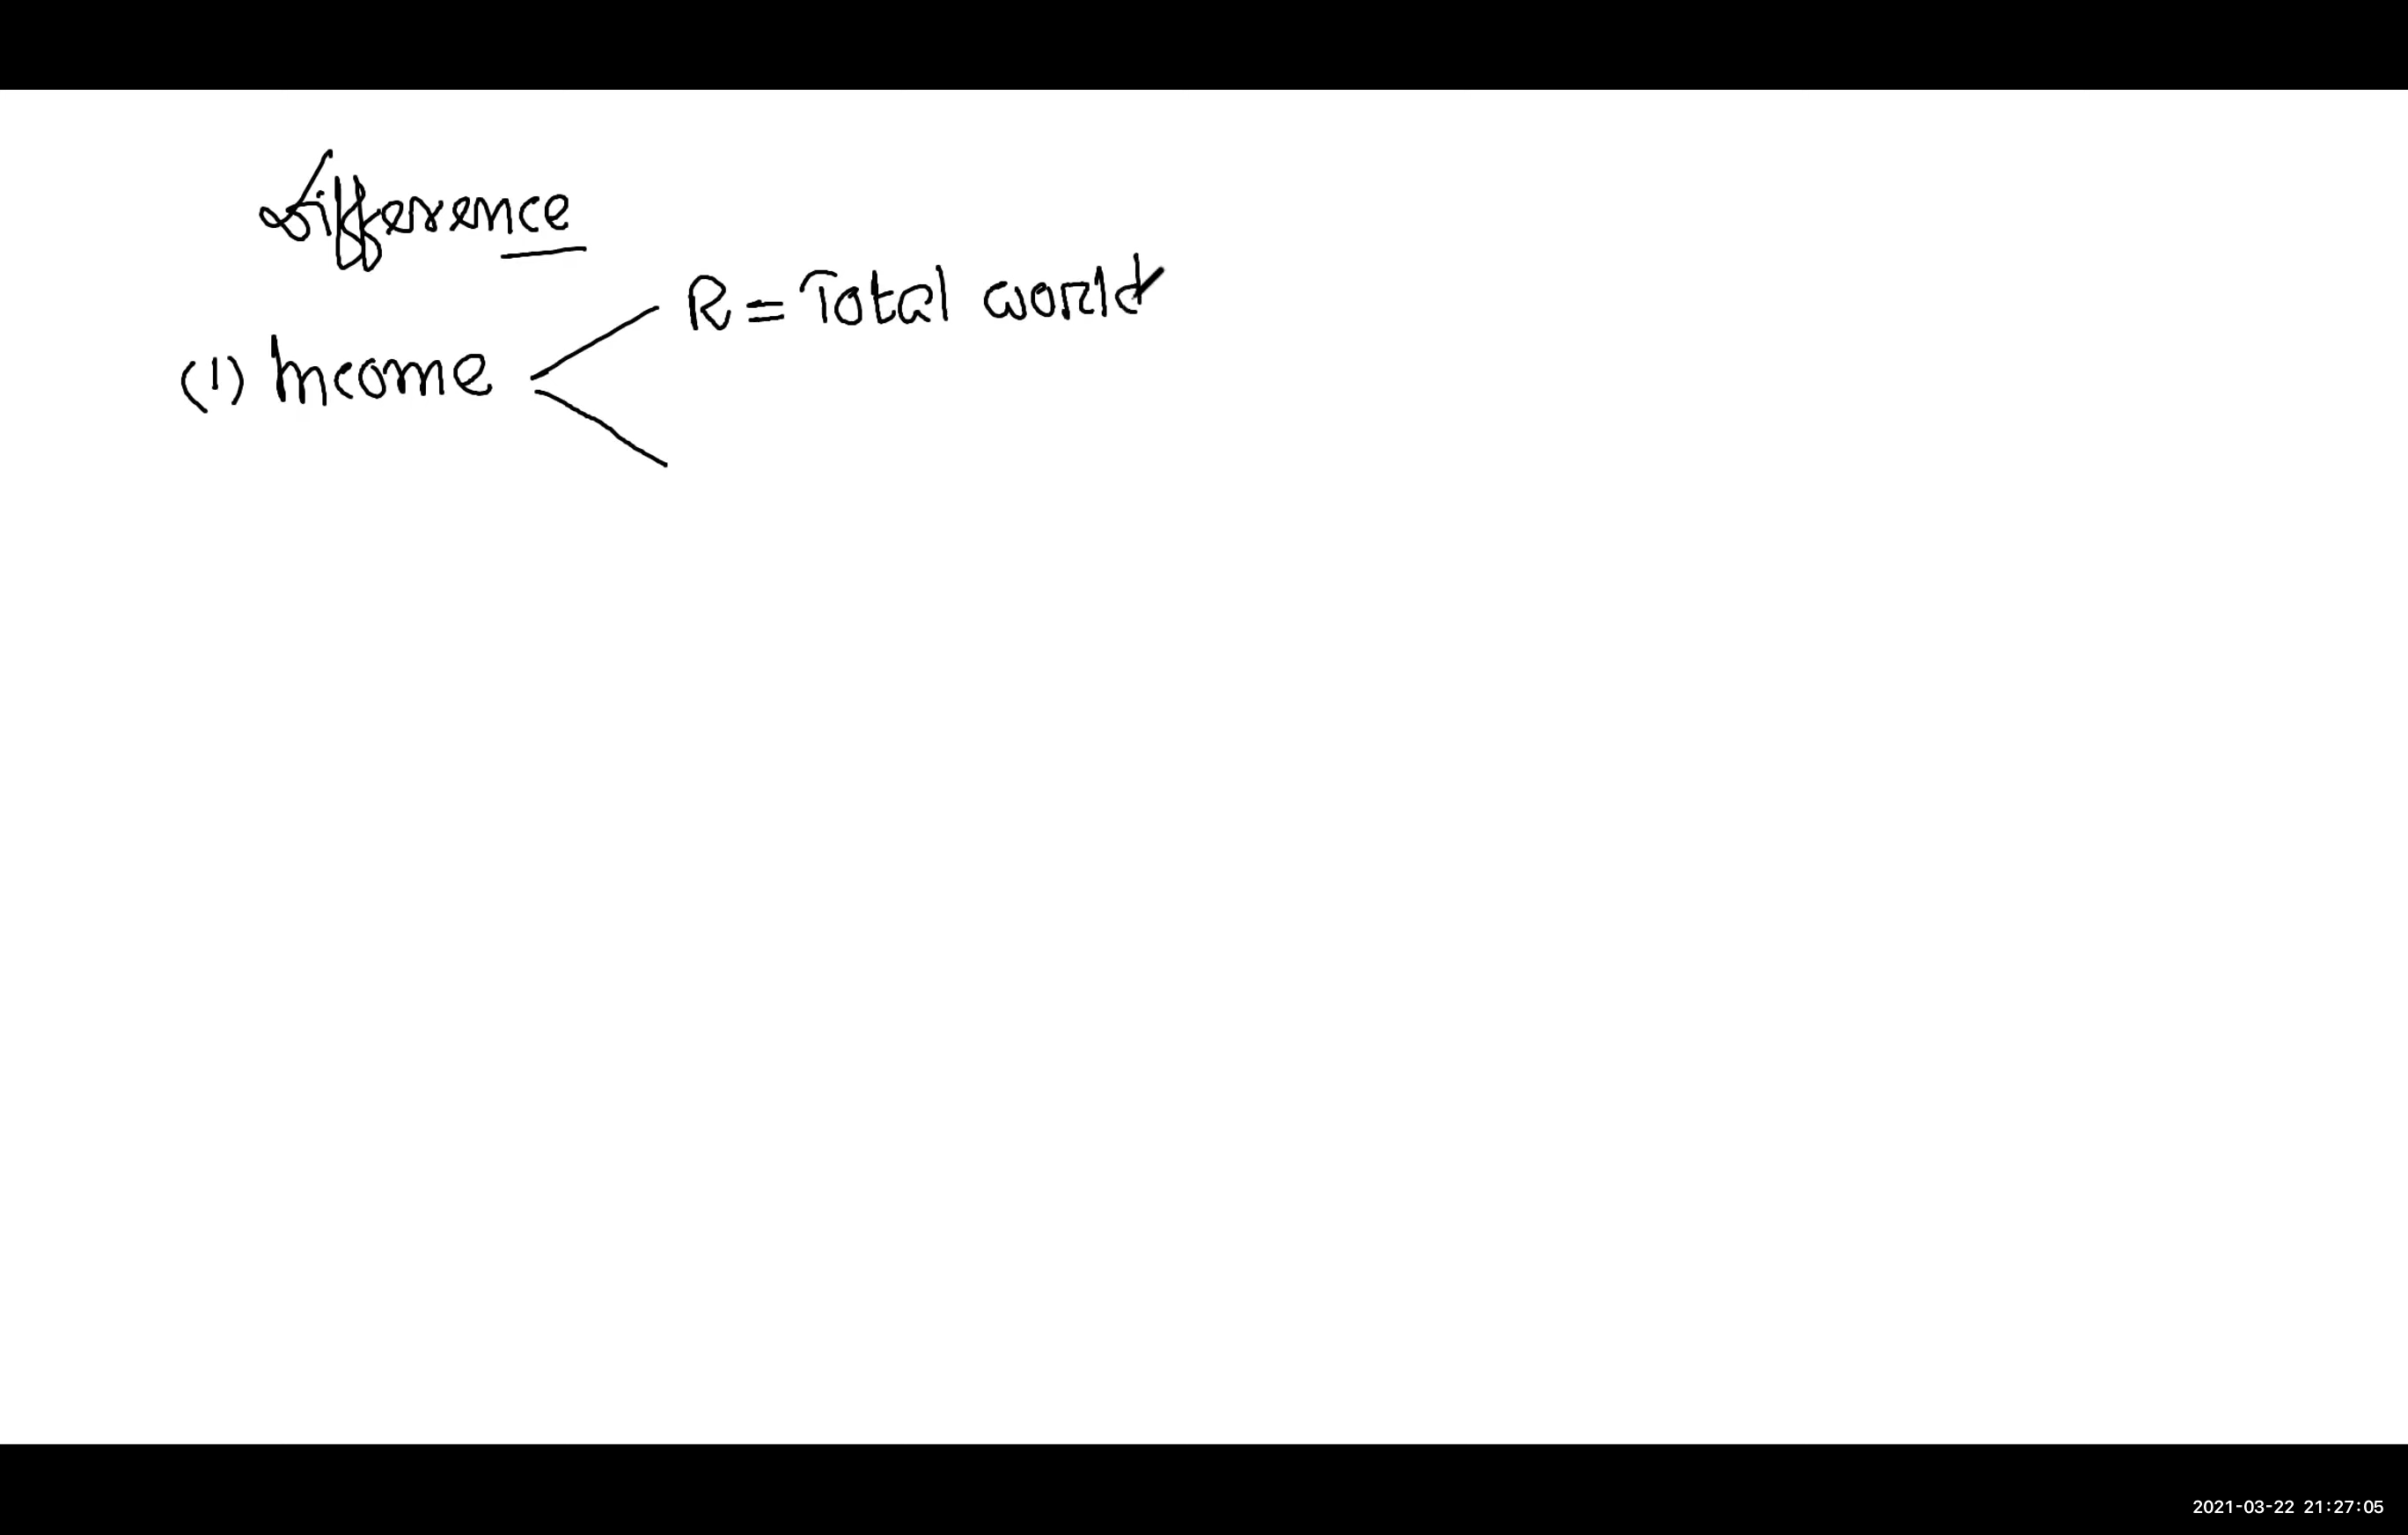 Difference
R = Total world
(1) Income
2021-03-22 21:27:05